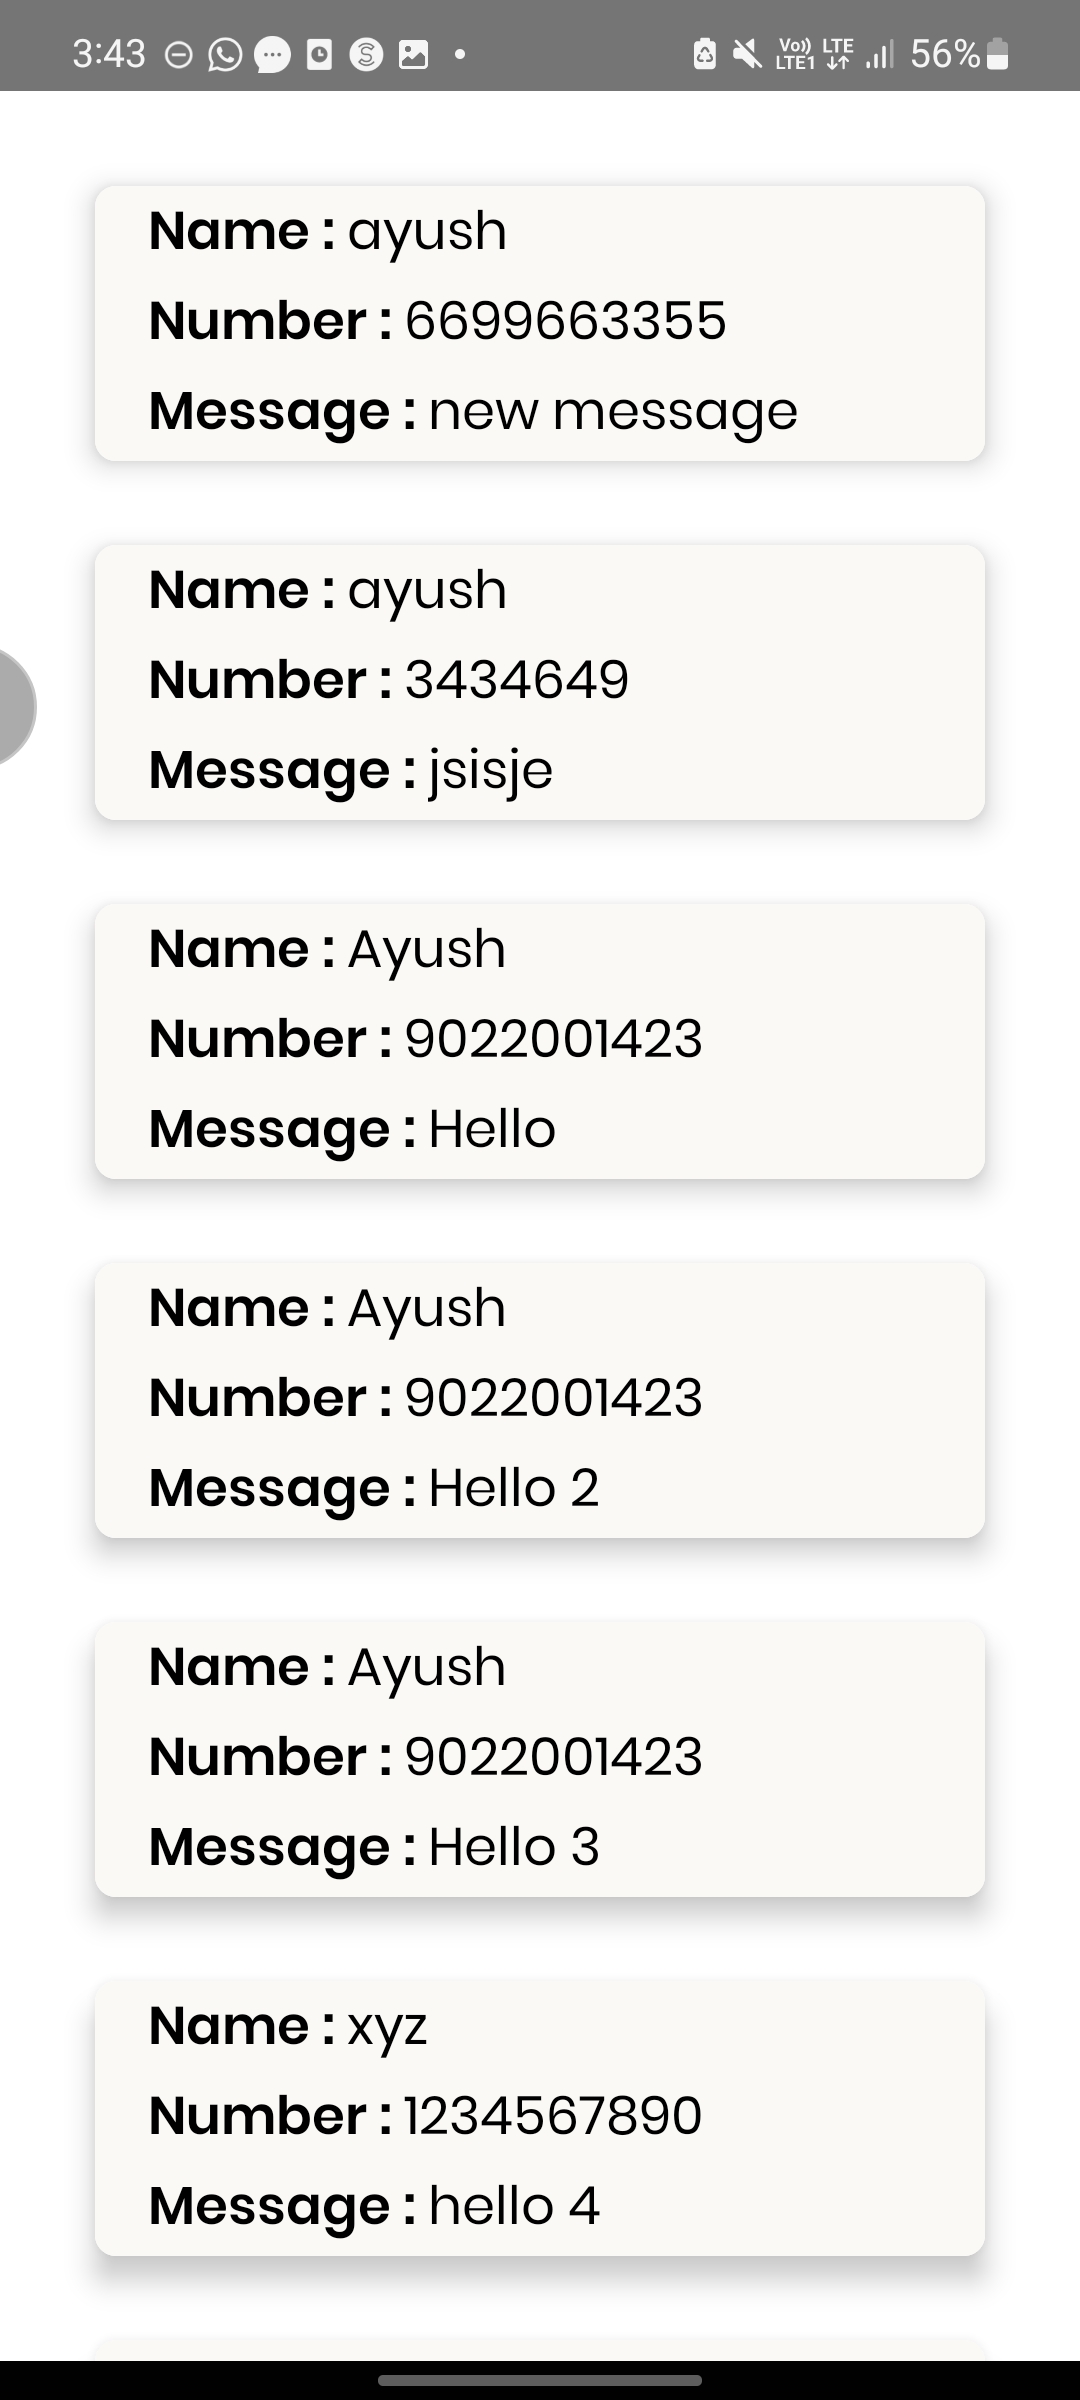 3:43 Vo)) LTE1 LTE 56%
Name : ayush
Number : 6699663355
Message : new message
Name : ayush
Number : 3434649
Message : jsisje
Name : Ayush
Number : 9022001423
Message : Hello
Name : Ayush
Number : 9022001423
Message : Hello 2
Name : Ayush
Number : 9022001423
Message : Hello 3
Name : xyz
Number : 1234567890
Message : hello 4